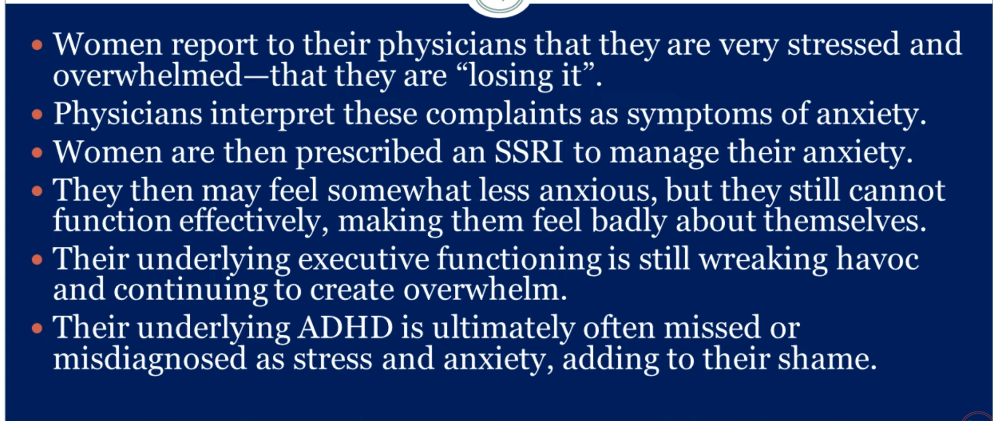 • Women report to their physicians that they are very stressed and
overwhelmed—that they are “losing it”.
• Physicians interpret these complaints as symptoms of anxiety.
• Women are then prescribed an SSRI to manage their anxiety.
• They then may feel somewhat less anxious, but they still cannot
function effectively, making them feel badly about themselves.
• Their underlying executive functioning is still wreaking havoc
and continuing to create overwhelm.
• Their underlying ADHD is ultimately often missed or
misdiagnosed as stress and anxiety, adding to their shame.